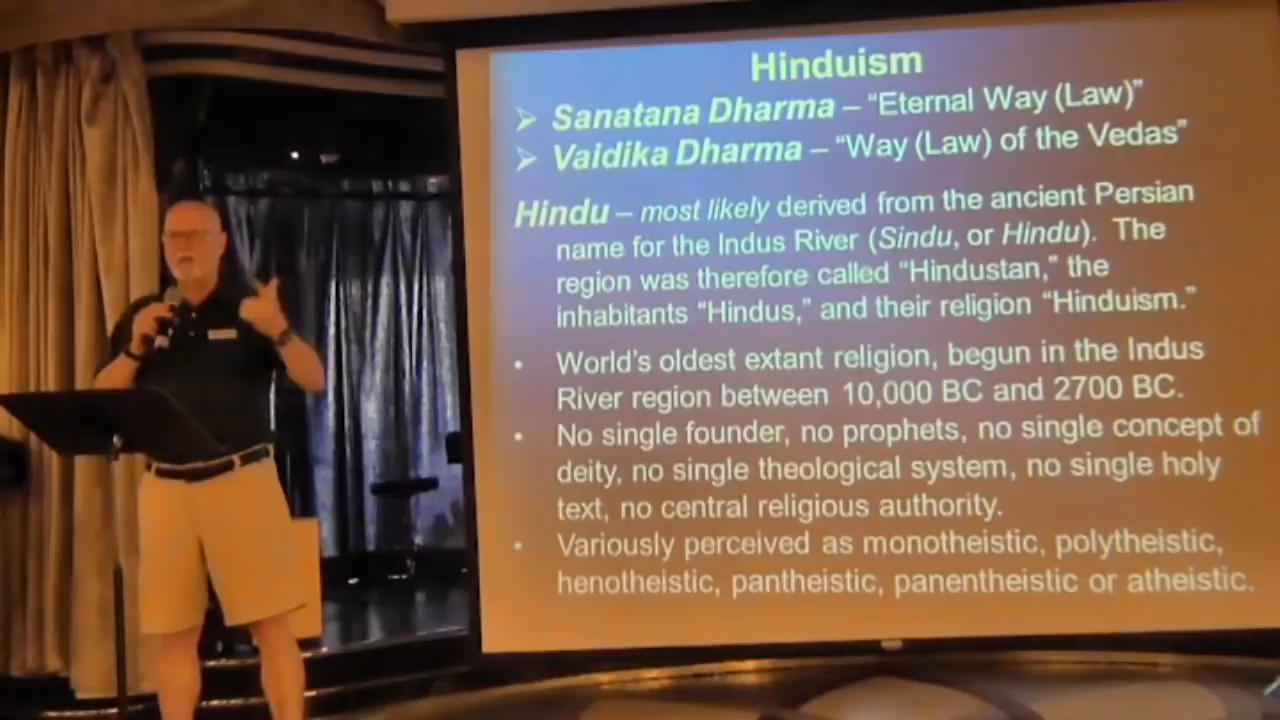 Hinduism
➢ Sanatana Dharma – “Eternal Way (Law)”
➢ Vaidika Dharma – “Way (Law) of the Vedas”
Hindu – most likely derived from the ancient Persian
name for the Indus River (Sindu, or Hindu). The
region was therefore called “Hindustan,” the
inhabitants “Hindus,” and their religion “Hinduism.”
• World’s oldest extant religion, begun in the Indus
River region between 10,000 BC and 2700 BC.
• No single founder, no prophets, no single concept of
deity, no single theological system, no single holy
text, no central religious authority.
• Variously perceived as monotheistic, polytheistic,
henotheistic, pantheistic, panentheistic or atheistic.